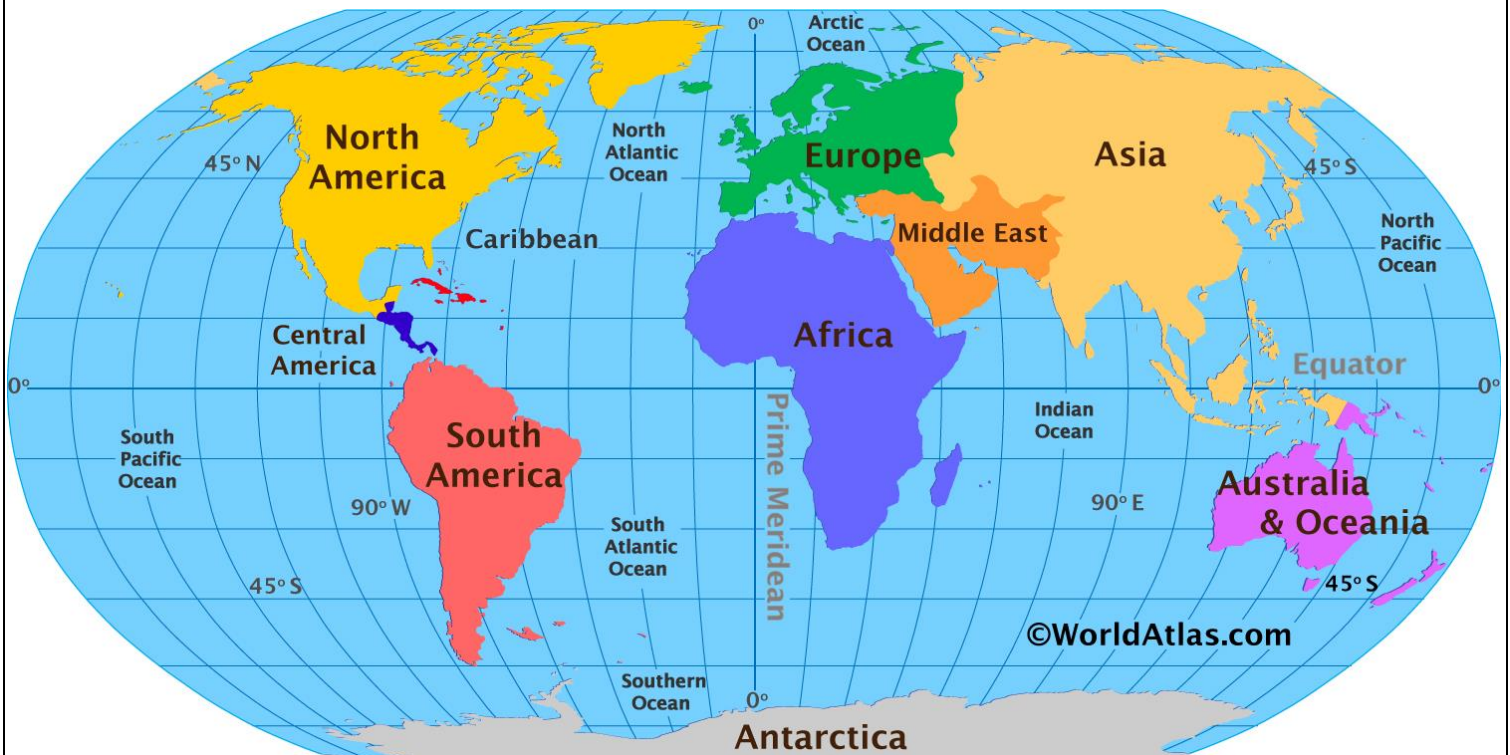 0°
Arctic
Ocean
North
America
45° N
North
Atlantic
Ocean
Europe
Asia
45° S
North
Pacific
Ocean
Caribbean
Middle East
Central
America
Africa
Equator
0°
0°
South
Pacific
Ocean
South
America
Prime Meridean
Indian
Ocean
90° W
90° E
Australia
& Oceania
South
Atlantic
Ocean
45° S
45° S
©WorldAtlas.com
Southern
Ocean
0°
Antarctica